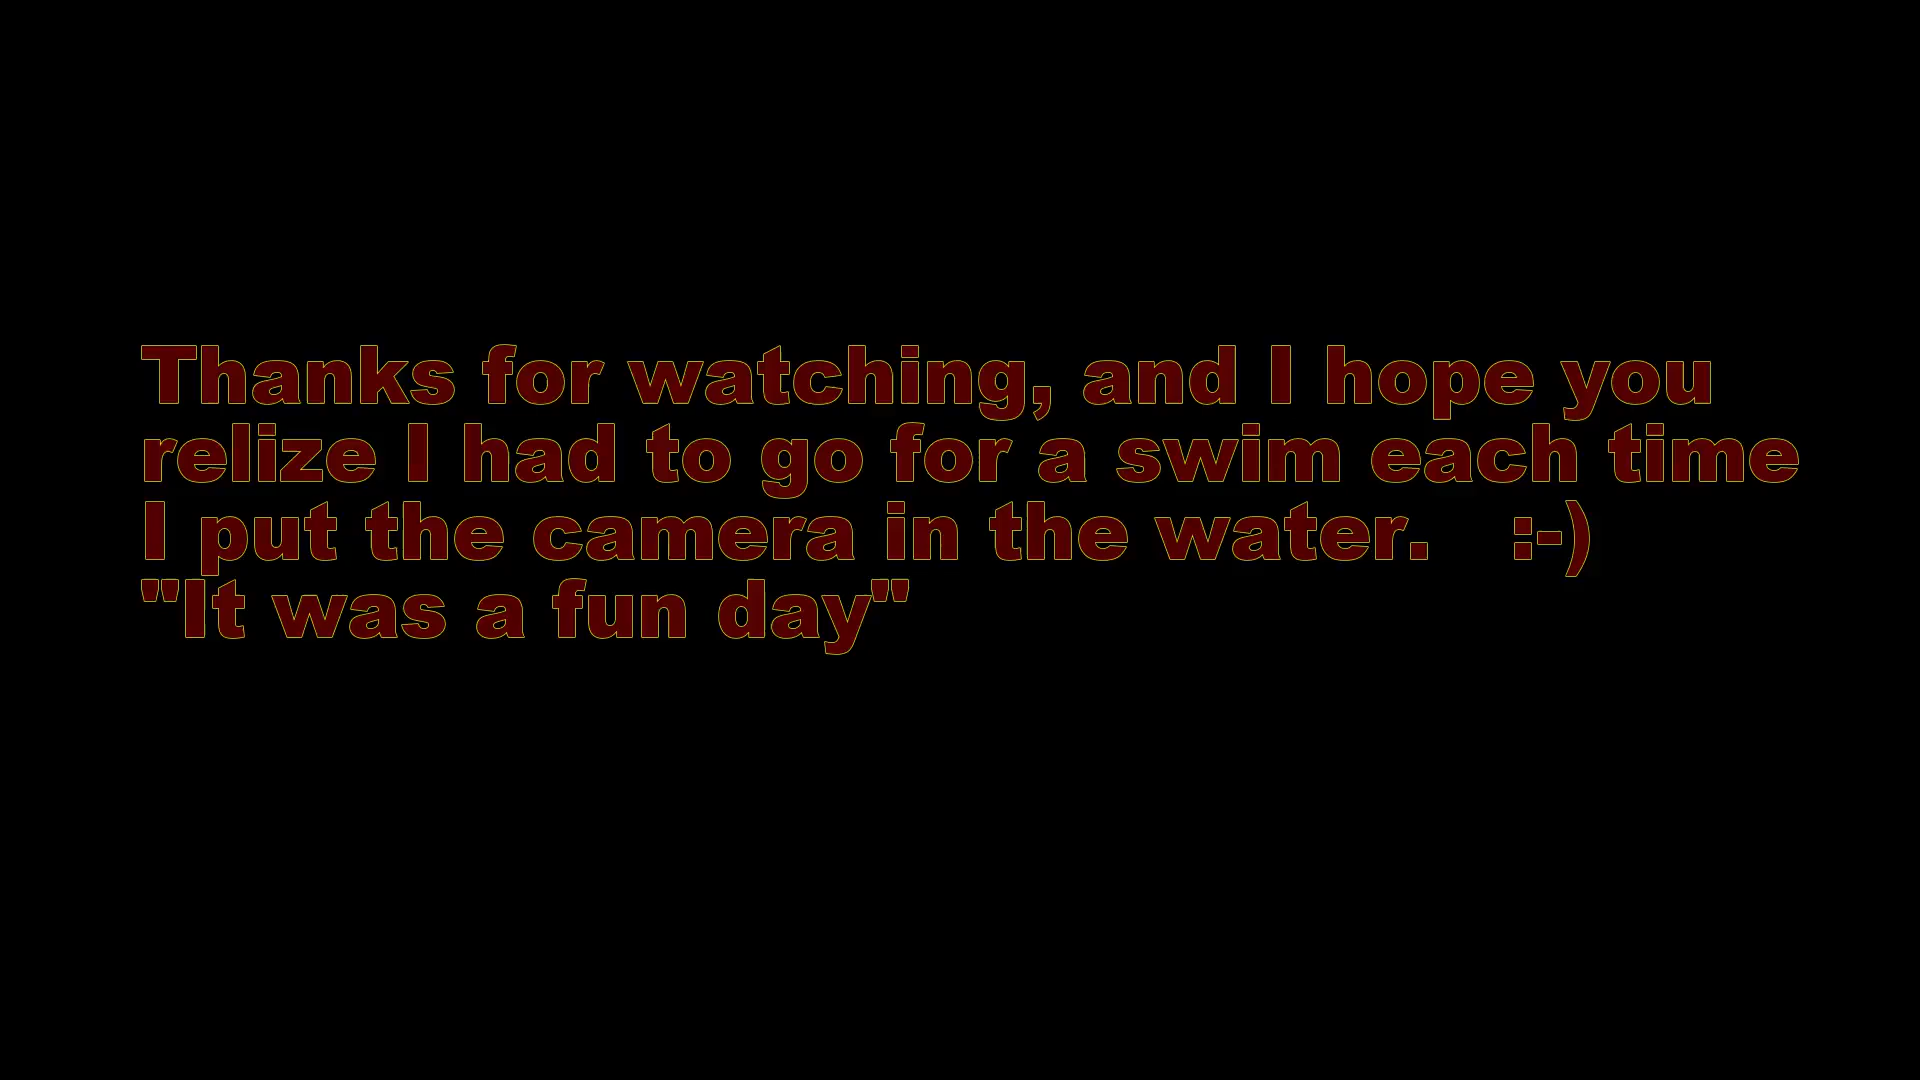 Thanks for watching, and I hope you
relize I had to go for a swim each time
I put the camera in the water.   :-)
"It was a fun day"